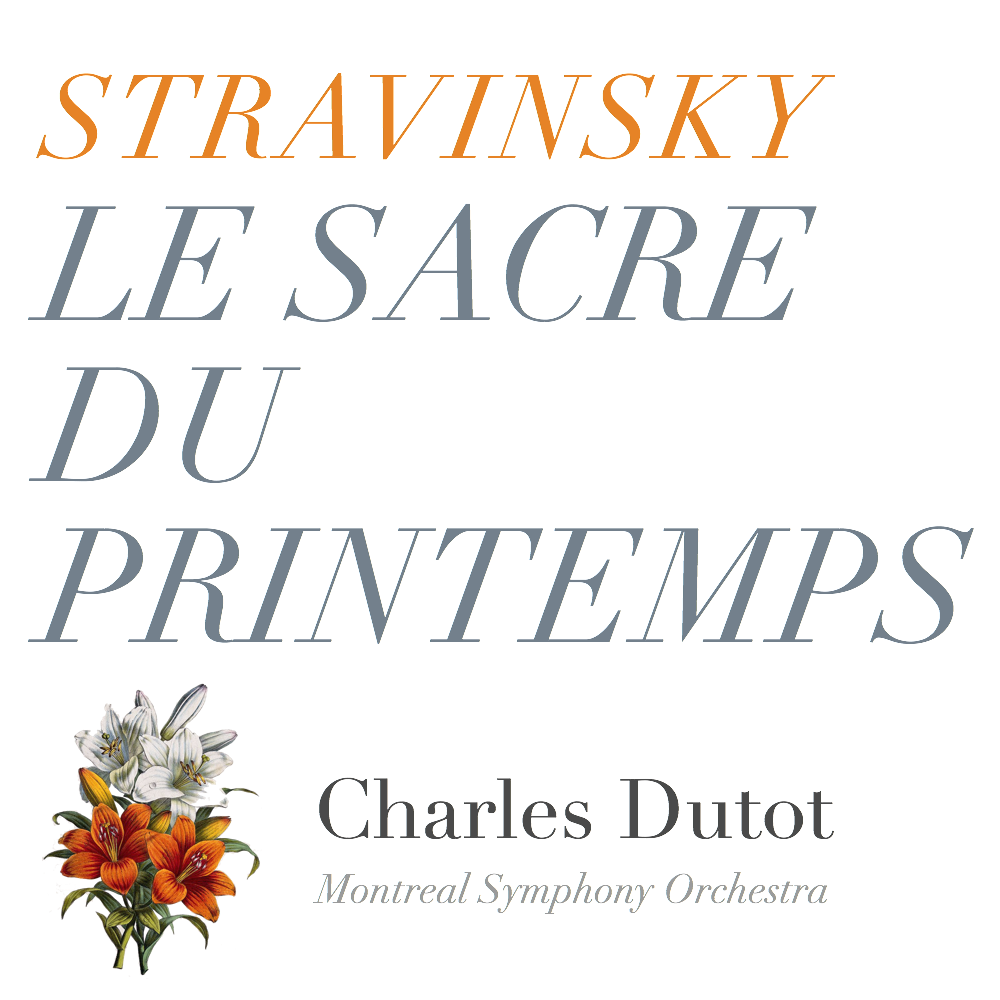 STRAVINSKY
LE SACRE
DU
PRINTEMPS
Charles Dutot
Montreal Symphony Orchestra